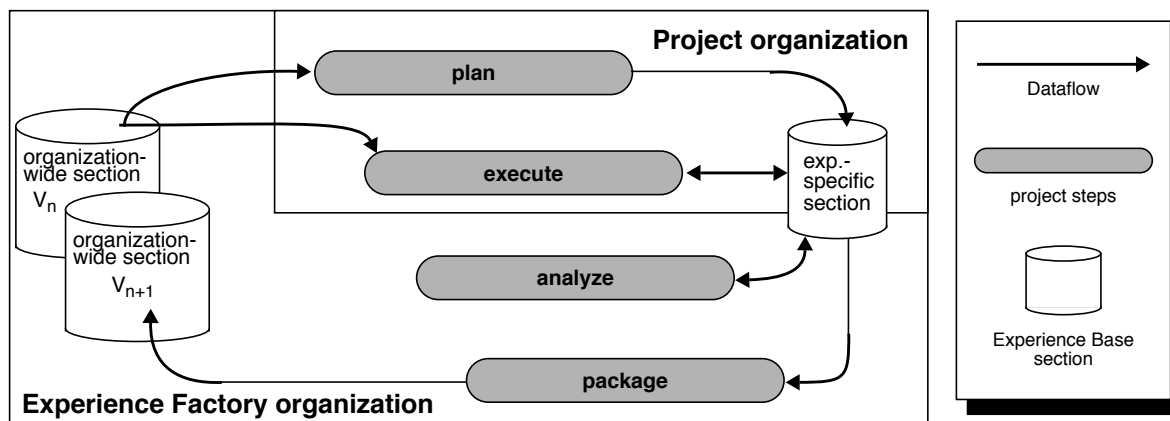 Project organization
plan
Dataflow
organization-
wide section
Vn
execute
exp.-
specific
section
project steps
organization-
wide section
Vn+1
analyze
Experience Base
section
package
Experience Factory organization